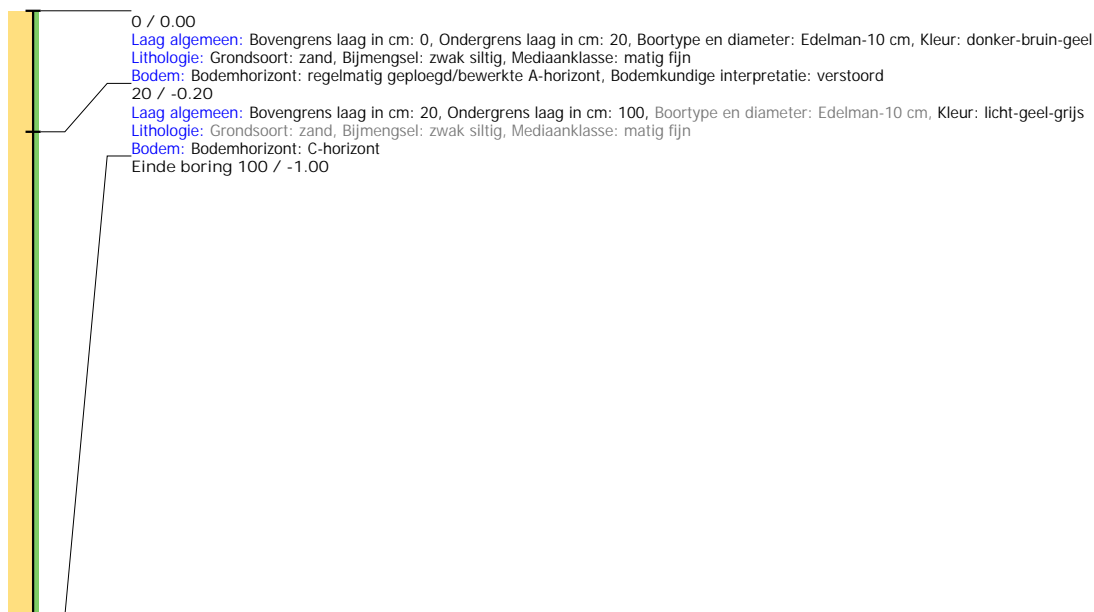 0 / 0.00
Laag algemeen: Bovengrens laag in cm: 0, Ondergrens laag in cm: 20, Boortype en diameter: Edelman-10 cm, Kleur: donker-bruin-geel
Lithologie: Grondsoort: zand, Bijmengsel: zwak siltig, Mediaanklasse: matig fijn
Bodem: Bodemhorizont: regelmatig geploegd/bewerkte A-horizont, Bodemkundige interpretatie: verstoord
20 / -0.20
Laag algemeen: Bovengrens laag in cm: 20, Ondergrens laag in cm: 100, Boortype en diameter: Edelman-10 cm, Kleur: licht-geel-grijs
Lithologie: Grondsoort: zand, Bijmengsel: zwak siltig, Mediaanklasse: matig fijn
Bodem: Bodemhorizont: C-horizont
Einde boring 100 / -1.00